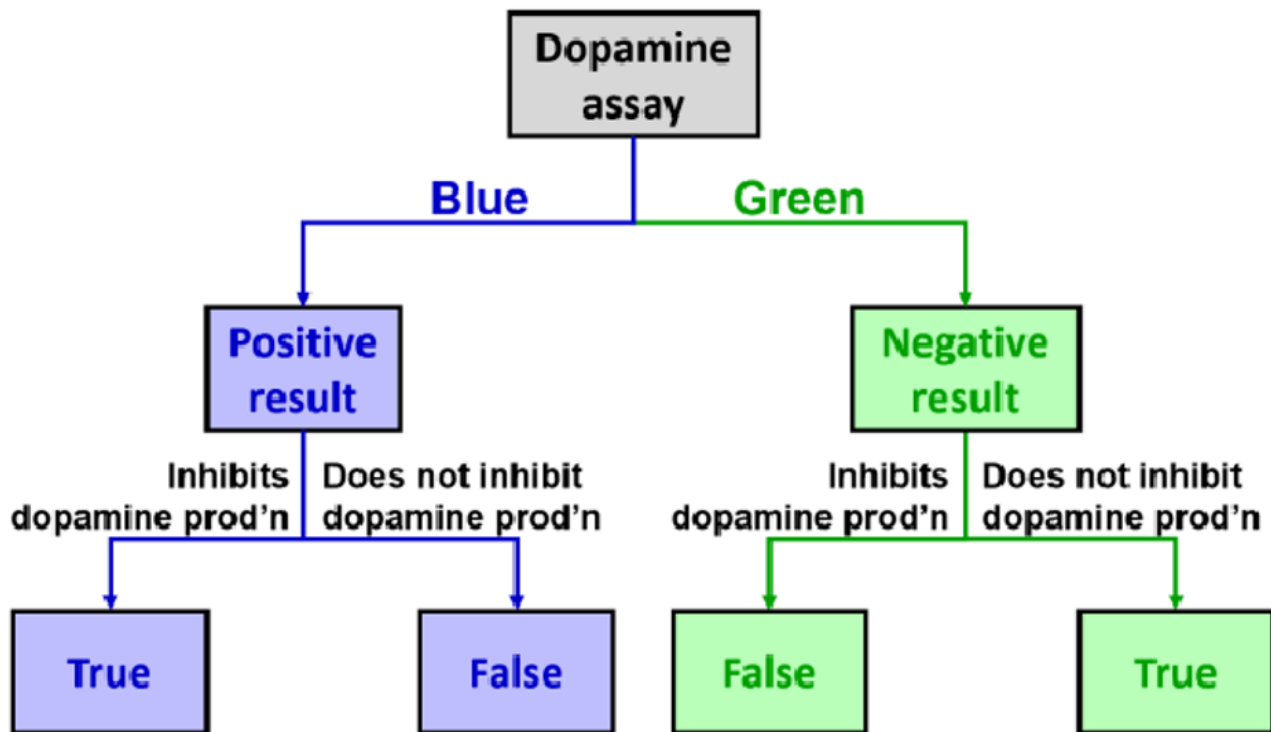 Dopamine
assay
Blue
Green
Positive
result
Negative
result
Inhibits
dopamine prod'n
Does not inhibit
dopamine prod'n
Inhibits
dopamine prod'n
Does not inhibit
dopamine prod'n
True
False
False
True